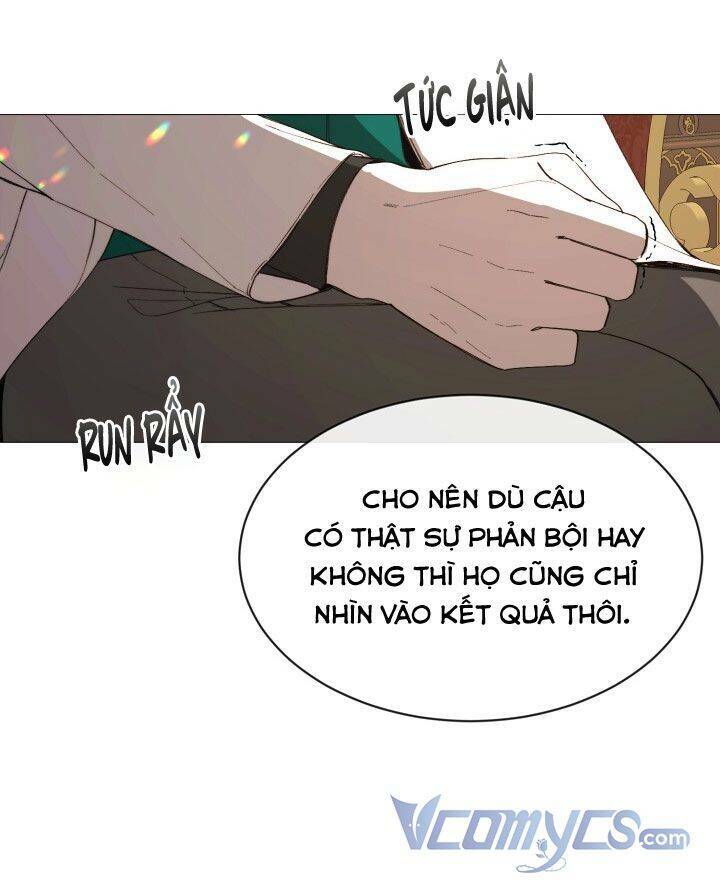 TỨC GIẬN
RUN RẨY
CHO NÊN DÙ CẬU
CÓ THẬT SỰ PHẢN BỘI HAY
KHÔNG THÌ HỌ CŨNG CHỈ
NHÌN VÀO KẾT QUẢ THÔI.
VCOMYCS.com